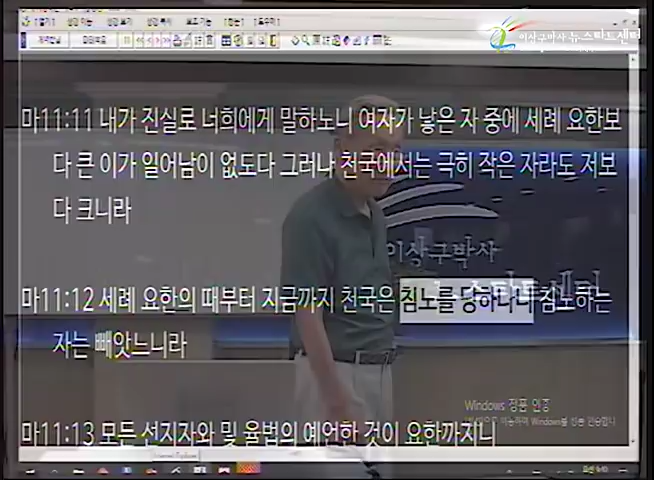 이상구박사 뉴스타트센터
마11:11 내가 진실로 너희에게 말하노니 여자가 낳은 자 중에 세례 요한보
다 큰 이가 일어남이 없도다 그러나 천국에서는 극히 작은 자라도 저보
다 크니라
이상구박사
뉴스타트센터
마11:12 세례 요한의 때부터 지금까지 천국은 침노를 당하나니 침노하는
자는 빼앗느니라
Windows 정품 인증
마11:13 모든 선지자와 및 율법의 예언한 것이 요한까지니